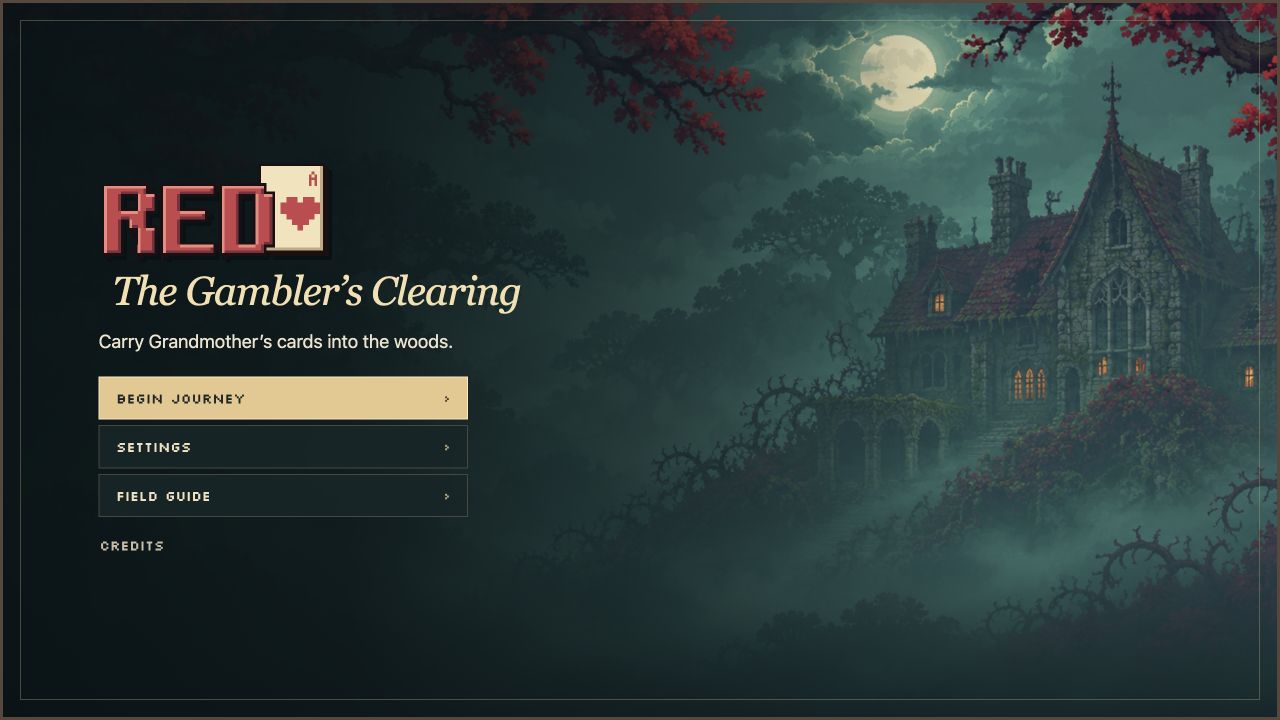 RED
A
The Gambler’s Clearing
Carry Grandmother’s cards into the woods.
BEGIN JOURNEY >
SETTINGS >
FIELD GUIDE >
CREDITS